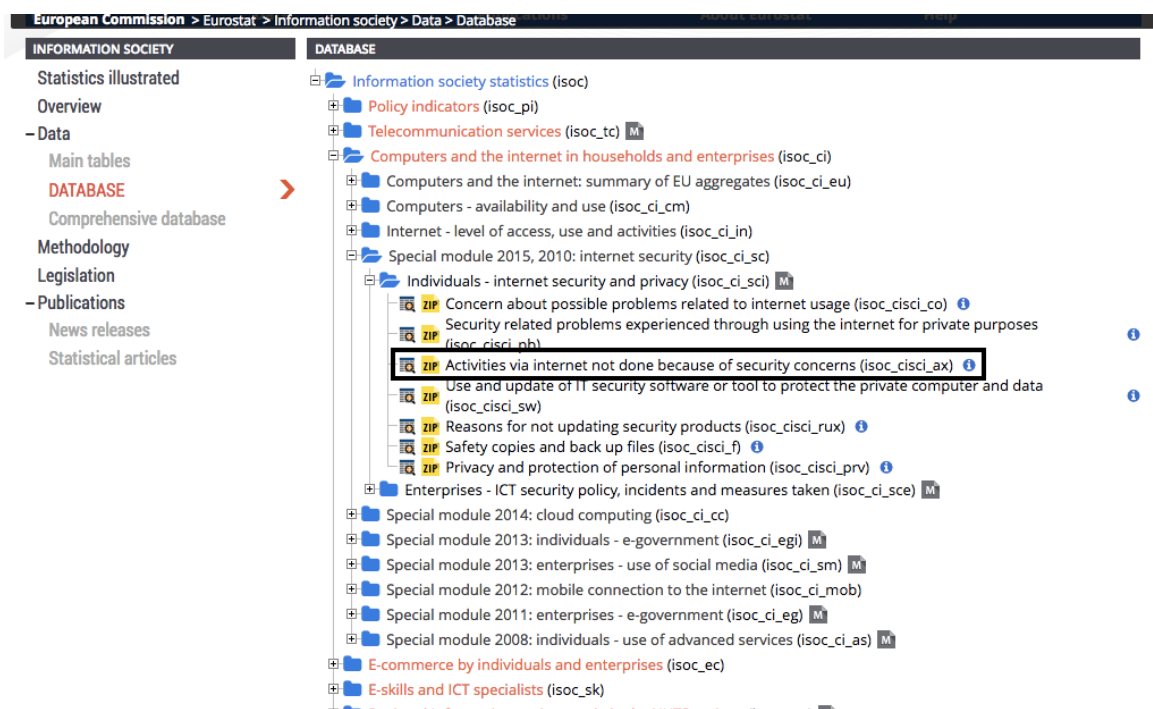 European Commission > Eurostat > Information society > Data > Database
About Eurostat
Help
INFORMATION SOCIETY
Statistics illustrated
Overview
– Data
Main tables
DATABASE
Comprehensive database
Methodology
Legislation
– Publications
News releases
Statistical articles
DATABASE
Information society statistics (isoc)
Policy indicators (isoc_pi)
Telecommunication services (isoc_tc) M
Computers and the internet in households and enterprises (isoc_ci)
Computers and the internet: summary of EU aggregates (isoc_ci_eu)
Computers - availability and use (isoc_ci_cm)
Internet - level of access, use and activities (isoc_ci_in)
Special module 2015, 2010: internet security (isoc_ci_sc)
Individuals - internet security and privacy (isoc_ci_sci) M
ZIP Concern about possible problems related to internet usage (isoc_cisci_co) i
ZIP Security related problems experienced through using the internet for private purposes i
(isoc_cisci_pb)
ZIP Activities via internet not done because of security concerns (isoc_cisci_ax) i
ZIP Use and update of IT security software or tool to protect the private computer and data i
(isoc_cisci_sw)
ZIP Reasons for not updating security products (isoc_cisci_rux) i
ZIP Safety copies and back up files (isoc_cisci_f) i
ZIP Privacy and protection of personal information (isoc_cisci_prv) i
Enterprises - ICT security policy, incidents and measures taken (isoc_ci_sce) M
Special module 2014: cloud computing (isoc_ci_cc)
Special module 2013: individuals - e-government (isoc_ci_egi) M
Special module 2013: enterprises - use of social media (isoc_ci_sm) M
Special module 2012: mobile connection to the internet (isoc_ci_mob)
Special module 2011: enterprises - e-government (isoc_ci_eg) M
Special module 2008: individuals - use of advanced services (isoc_ci_as) M
E-commerce by individuals and enterprises (isoc_ec)
E-skills and ICT specialists (isoc_sk)